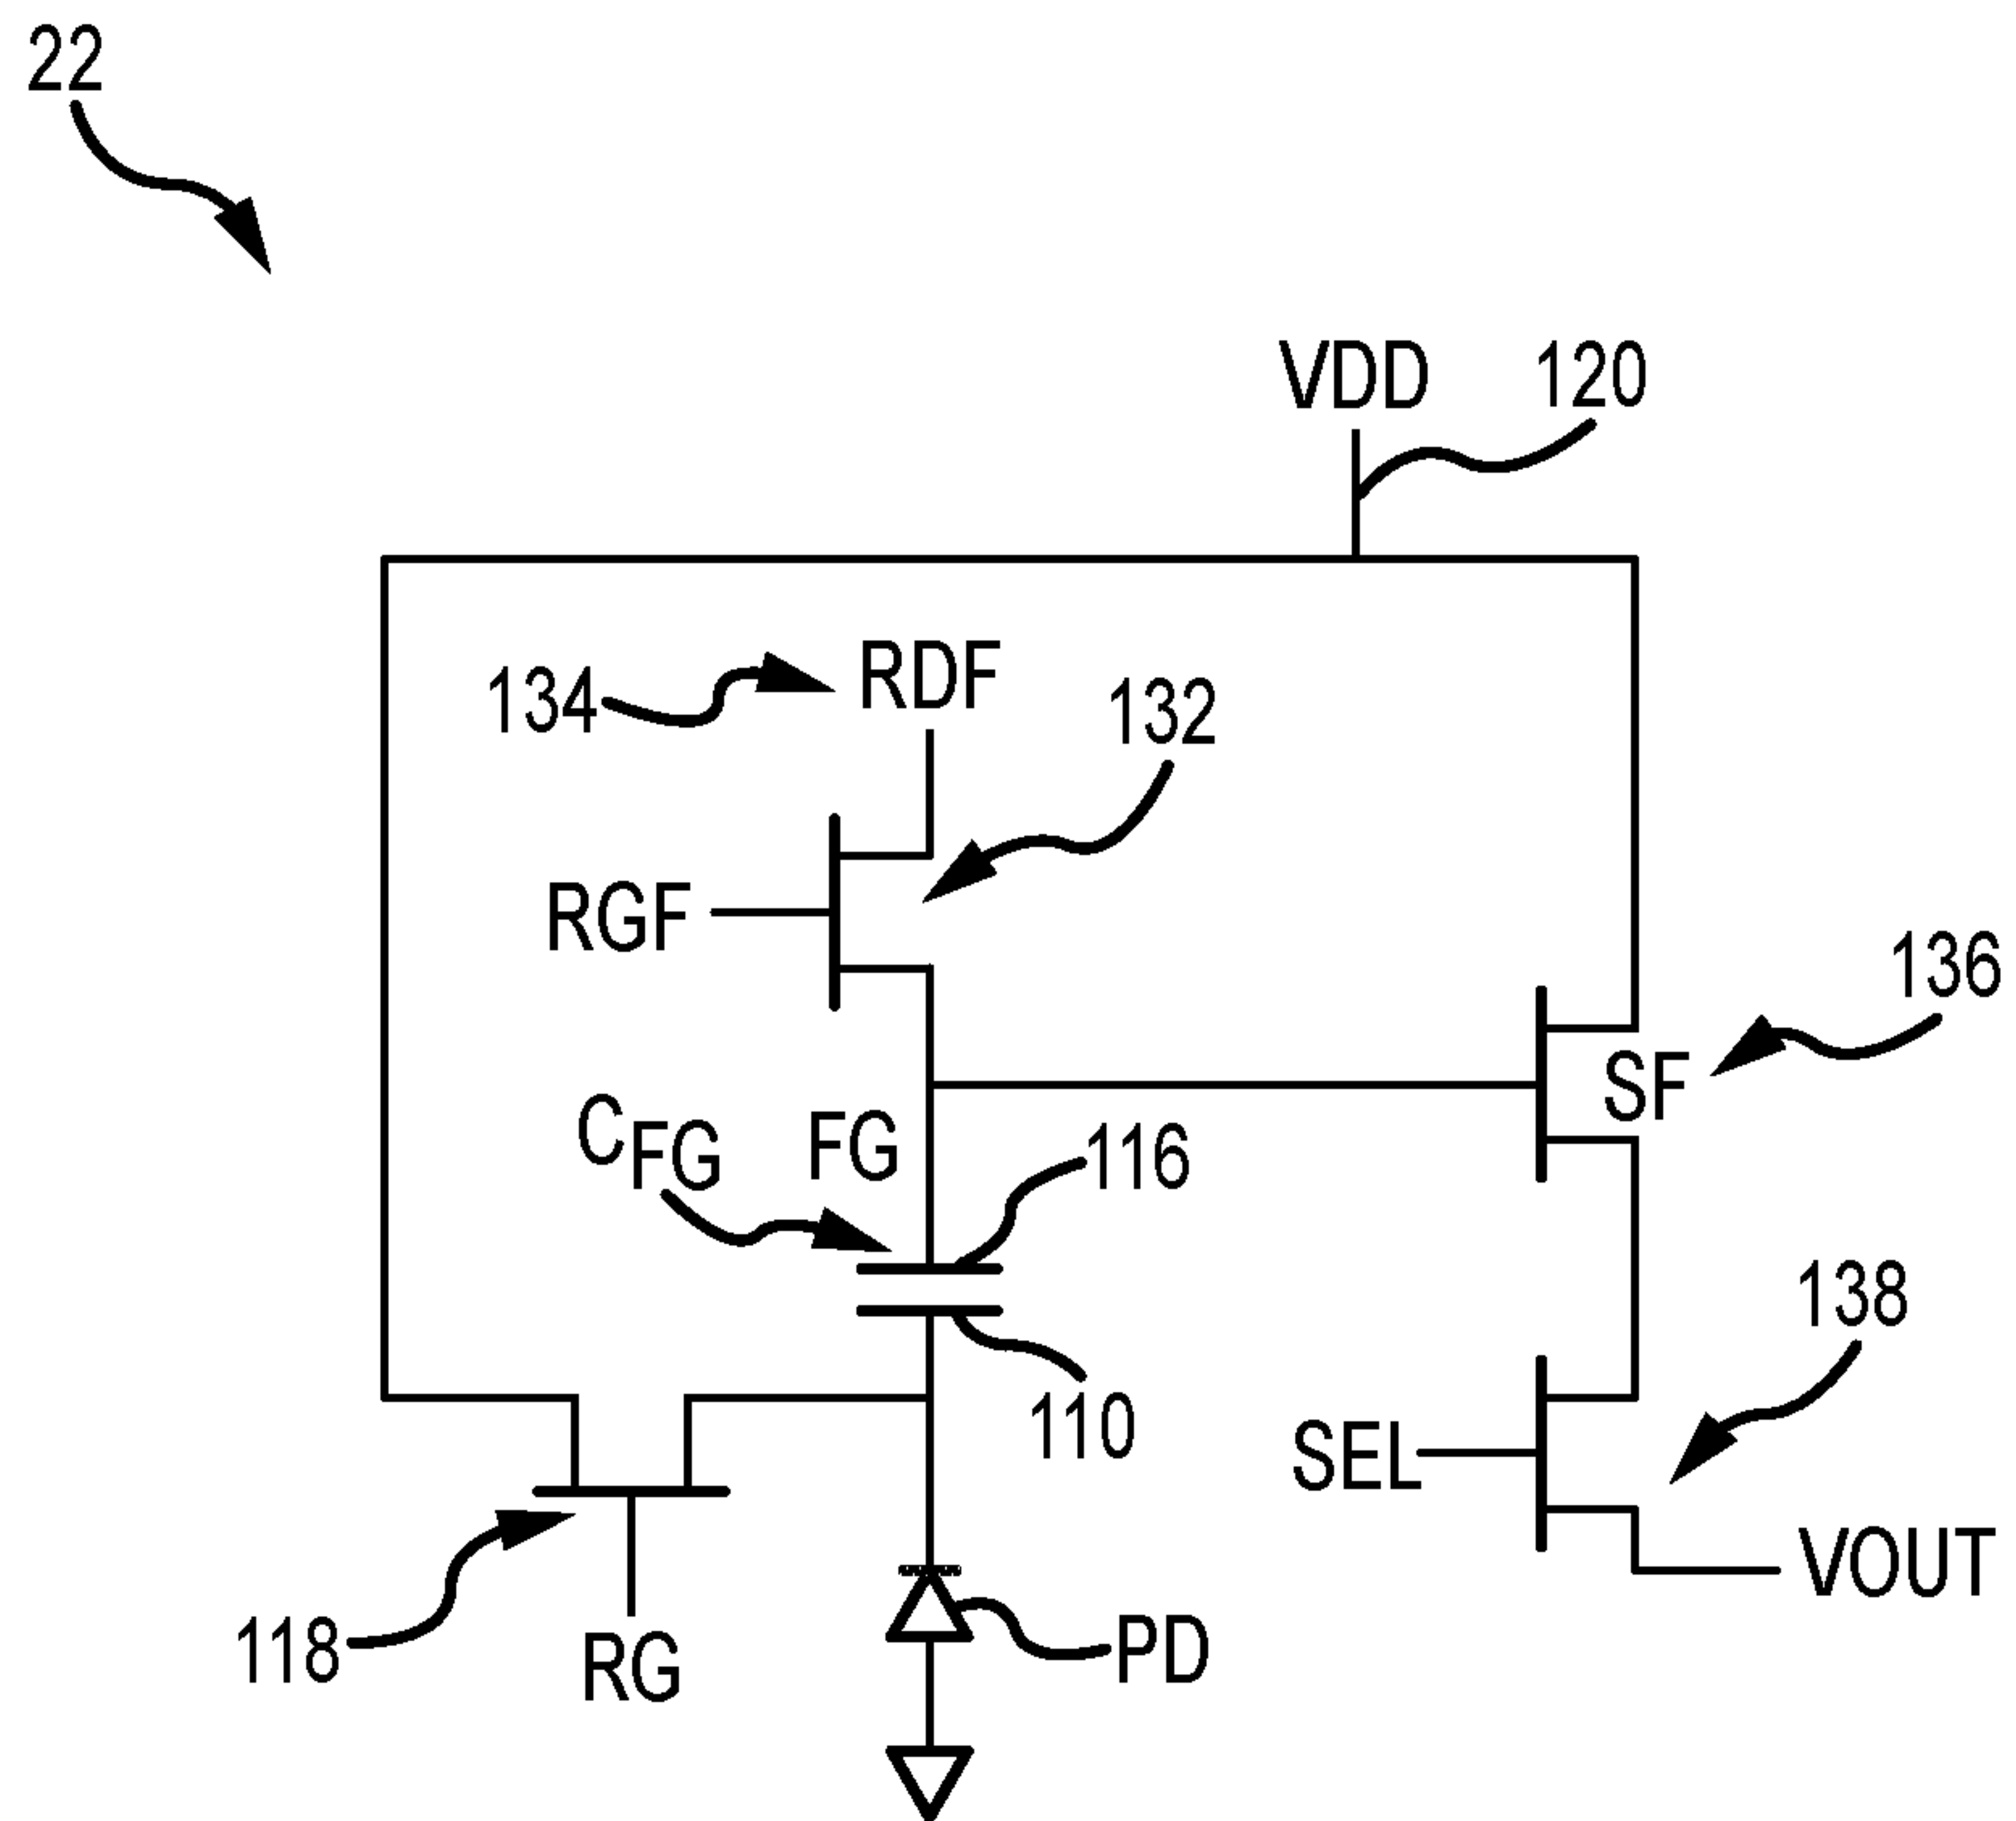 22
VDD
120
134
RDF
132
RGF
136
SF
CFG
FG
116
138
110
SEL
VOUT
118
RG
PD